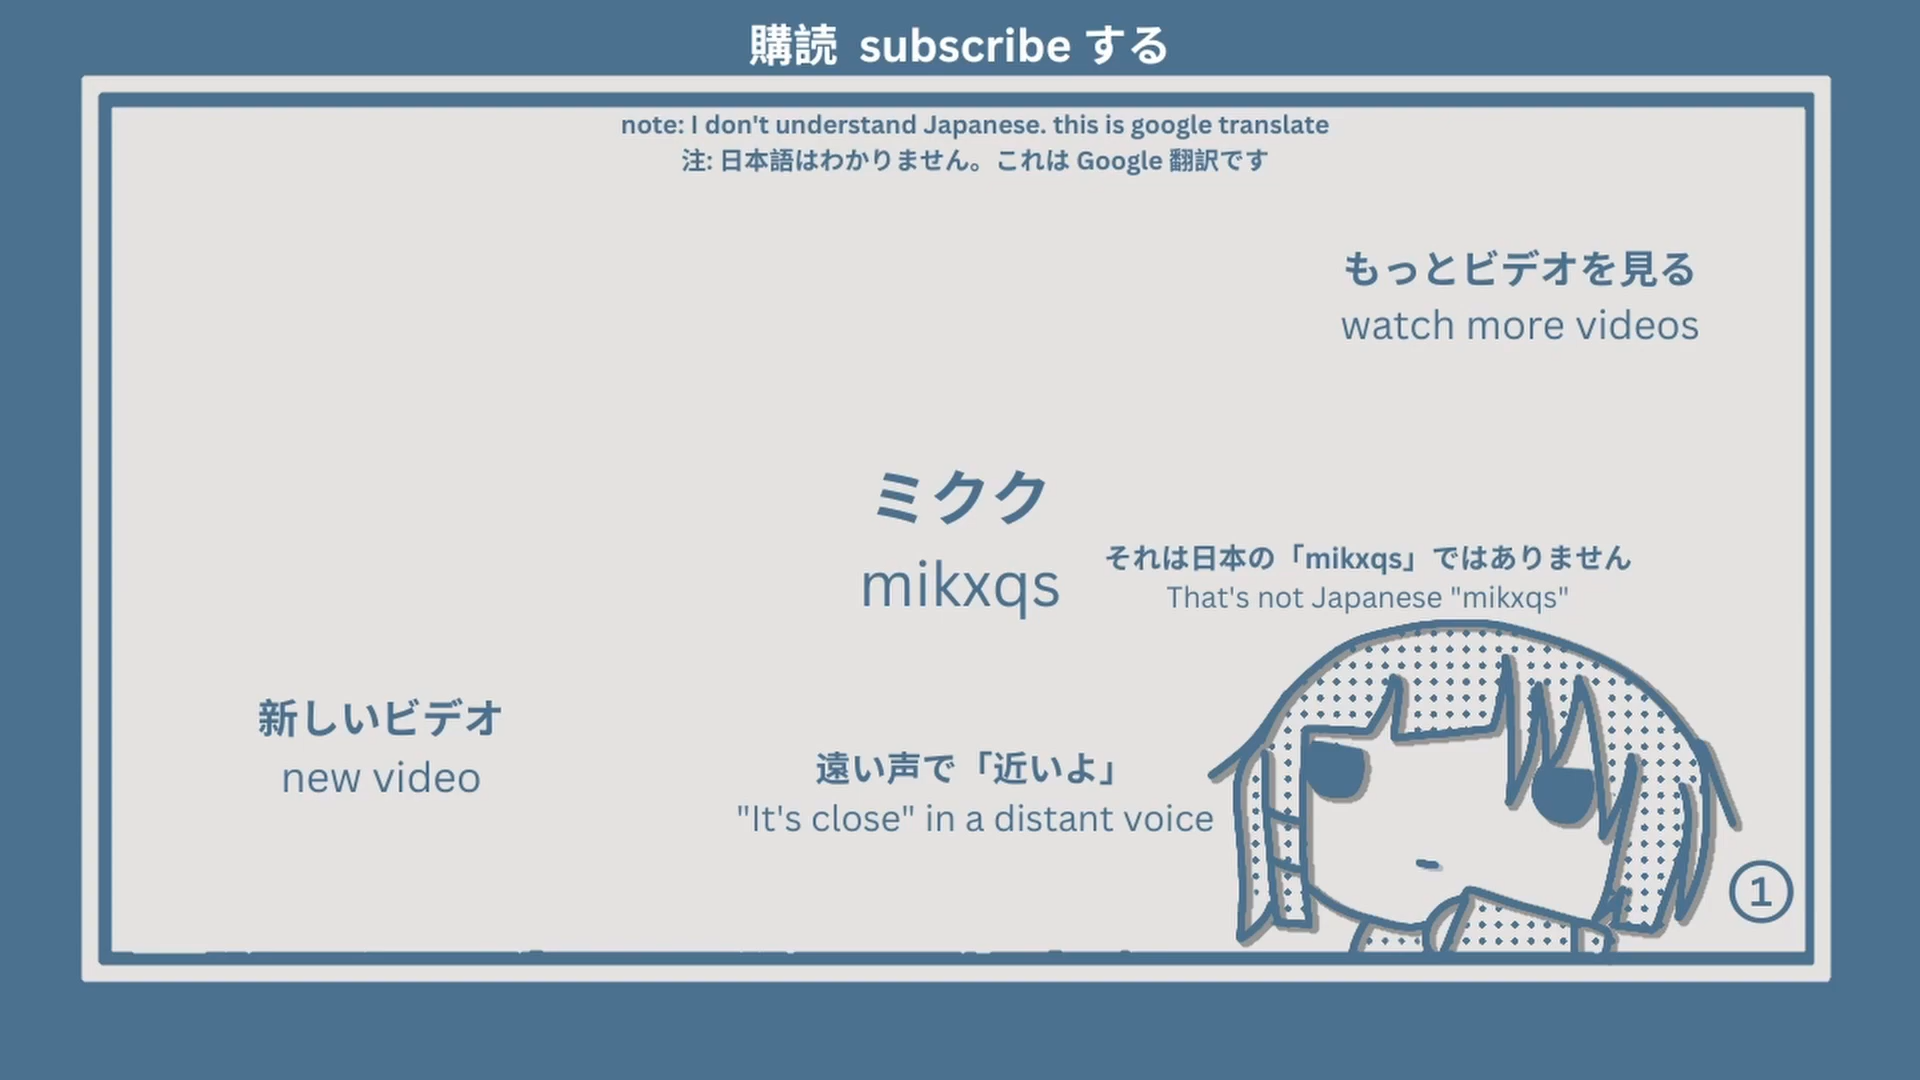 購読 subscribe する
note: I don't understand Japanese. this is google translate
注: 日本語はわかりません。これは Google 翻訳です
もっとビデオを見る
watch more videos
ミクク
mikxqs
それは日本の「mikxqs」ではありません
That's not Japanese "mikxqs"
新しいビデオ
new video
遠い声で「近いよ」
"It's close" in a distant voice
①